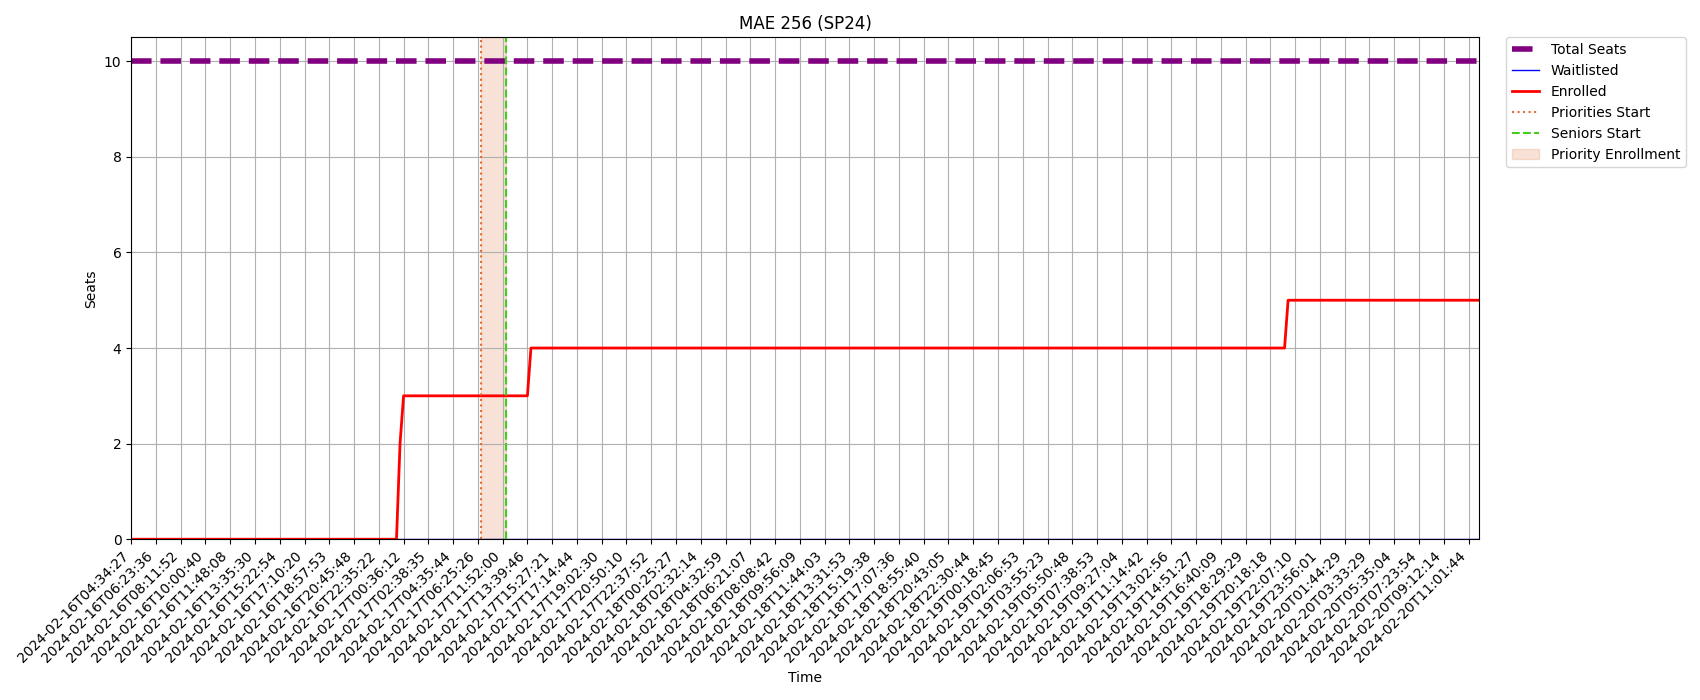 MAE 256 (SP24)
Total Seats
Waitlisted
Enrolled
Priorities Start
Seniors Start
Priority Enrollment
Seats
10
8
6
4
2
0
2024-02-16T04:34:27
2024-02-16T06:23:36
2024-02-16T08:11:52
2024-02-16T10:00:40
2024-02-16T11:48:08
2024-02-16T13:35:30
2024-02-16T15:22:54
2024-02-16T17:10:20
2024-02-16T18:57:53
2024-02-16T20:45:48
2024-02-16T22:35:22
2024-02-17T00:36:12
2024-02-17T02:38:35
2024-02-17T04:35:44
2024-02-17T06:25:26
2024-02-17T11:52:00
2024-02-17T13:39:46
2024-02-17T15:27:21
2024-02-17T17:14:44
2024-02-17T19:02:30
2024-02-17T20:50:10
2024-02-17T22:37:52
2024-02-18T00:25:27
2024-02-18T02:32:14
2024-02-18T04:32:59
2024-02-18T06:21:07
2024-02-18T08:08:42
2024-02-18T09:56:09
2024-02-18T11:44:03
2024-02-18T13:31:53
2024-02-18T15:19:38
2024-02-18T17:07:36
2024-02-18T18:55:40
2024-02-18T20:43:05
2024-02-18T22:30:44
2024-02-19T00:18:45
2024-02-19T02:06:53
2024-02-19T03:55:23
2024-02-19T05:50:48
2024-02-19T07:38:53
2024-02-19T09:27:04
2024-02-19T11:14:42
2024-02-19T13:02:56
2024-02-19T14:51:27
2024-02-19T16:40:09
2024-02-19T18:29:29
2024-02-19T20:18:18
2024-02-19T22:07:10
2024-02-19T23:56:01
2024-02-20T01:44:29
2024-02-20T03:33:29
2024-02-20T05:35:04
2024-02-20T07:23:54
2024-02-20T09:12:14
2024-02-20T11:01:44
Time